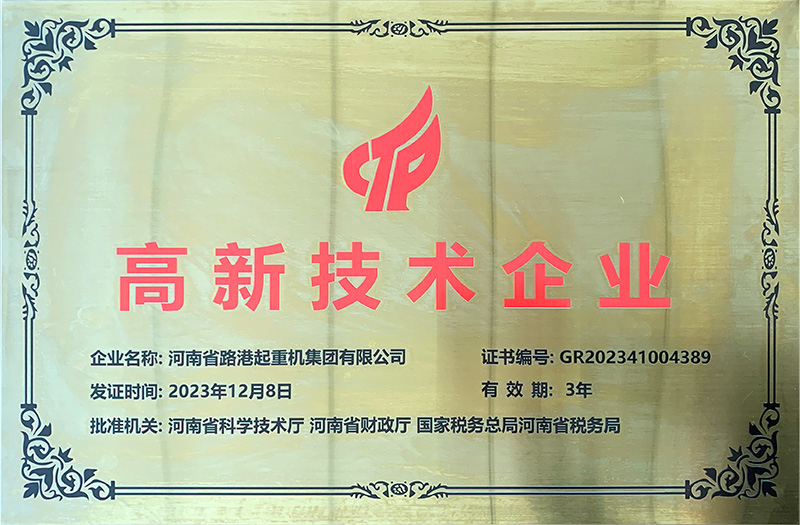 CTP
高新技术企业
企业名称: 河南省路港起重机集团有限公司 证书编号: GR202341004389
发证时间: 2023年12月8日 有 效 期: 3年
批准机关: 河南省科学技术厅 河南省财政厅 国家税务总局河南省税务局